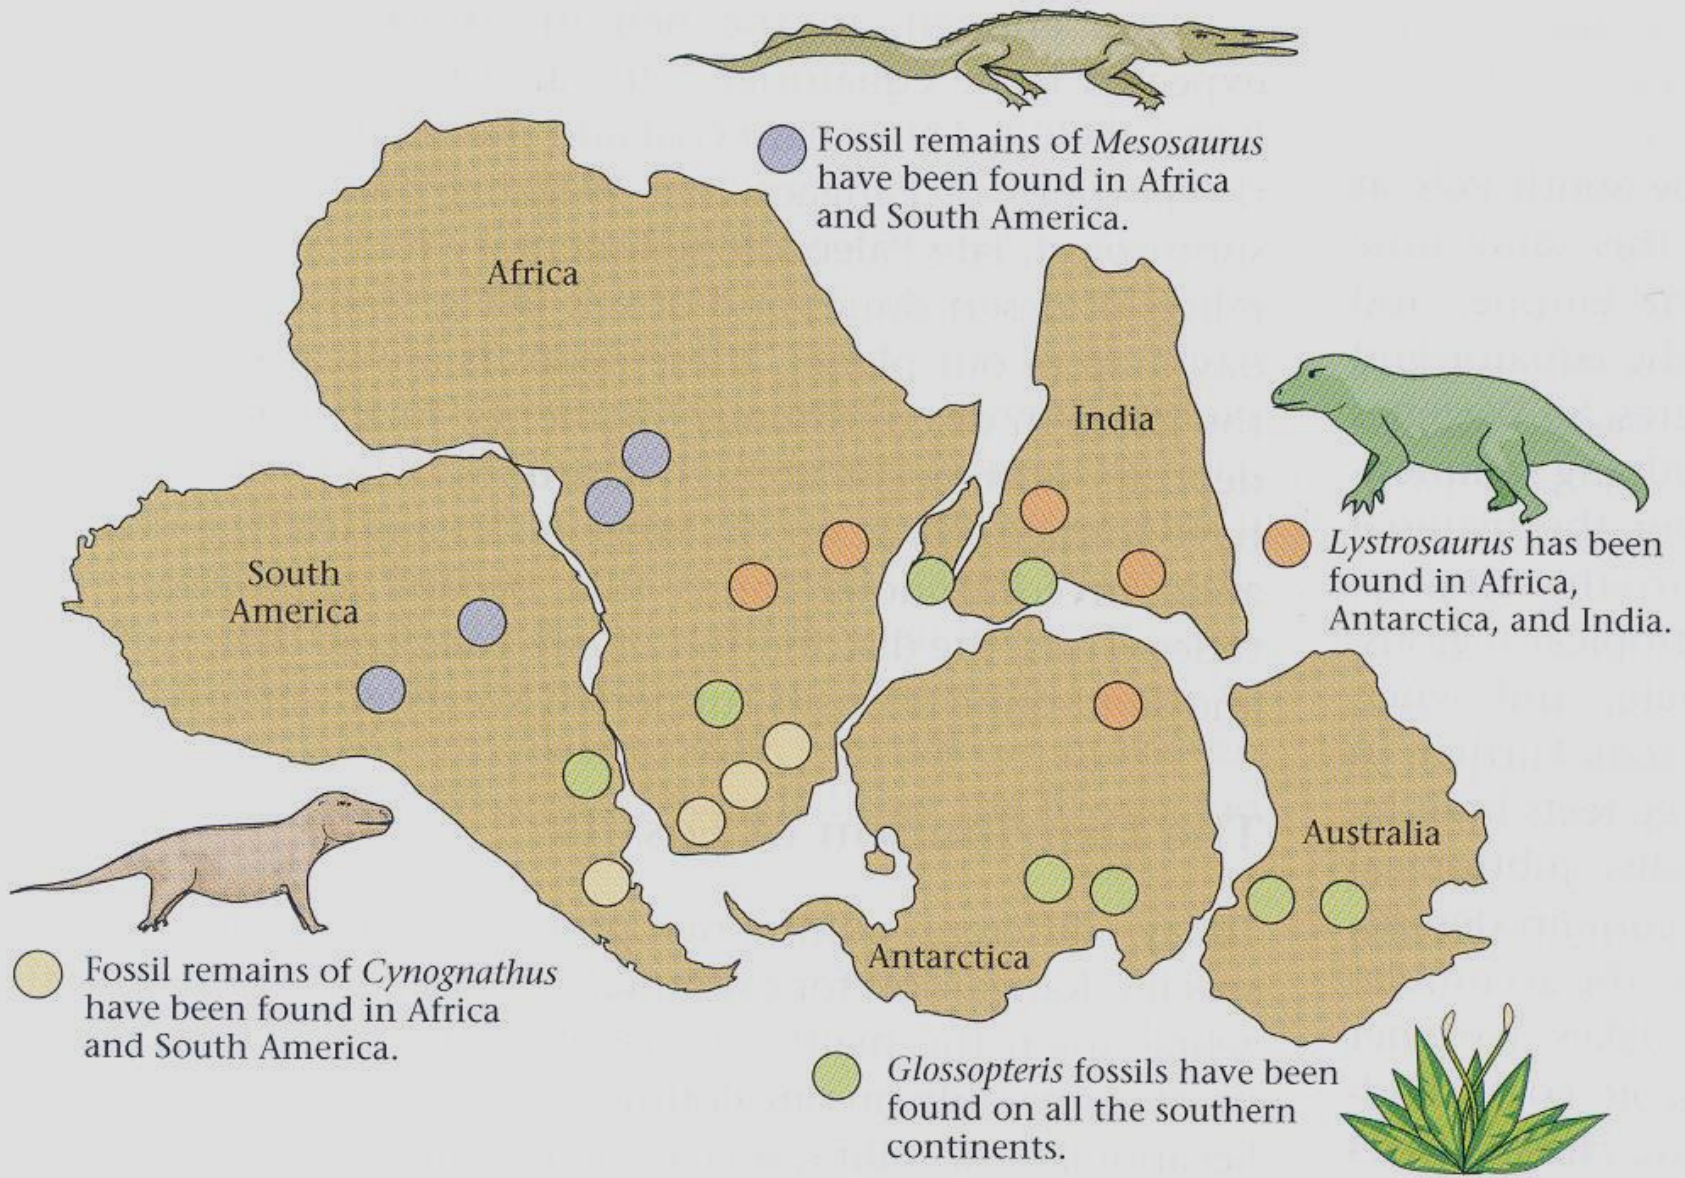 Fossil remains of Mesosaurus
have been found in Africa
and South America.
Africa
India
South
America
Lystrosaurus has been
found in Africa,
Antarctica, and India.
Australia
Antarctica
Fossil remains of Cynognathus
have been found in Africa
and South America.
Glossopteris fossils have been
found on all the southern
continents.